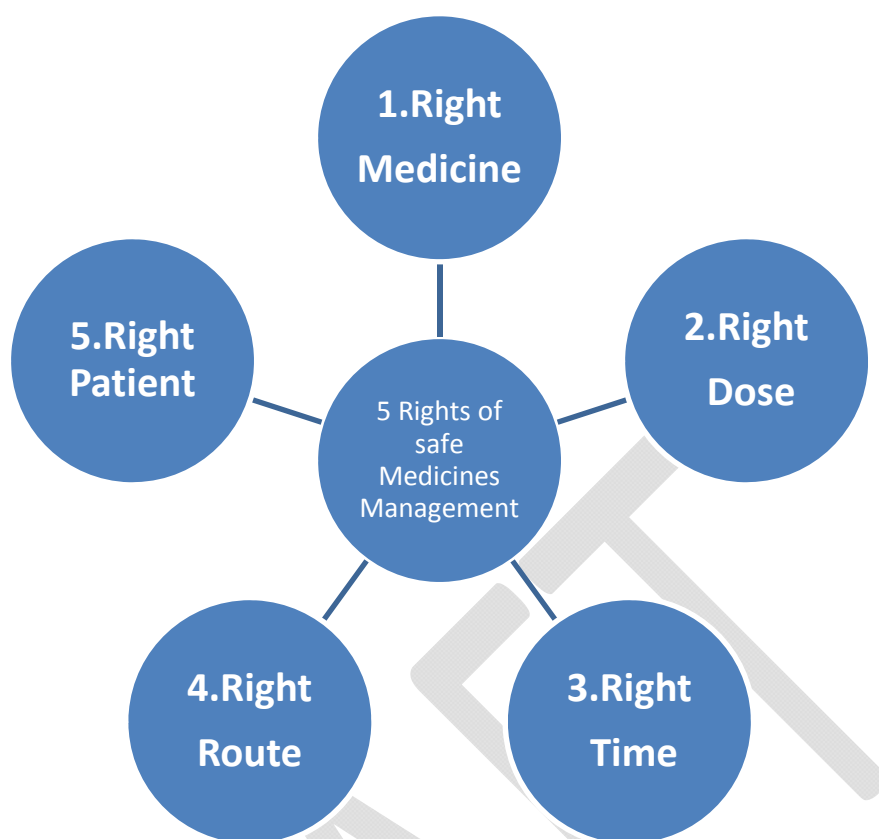 1.Right
Medicine
2.Right
Dose
3.Right
Time
4.Right
Route
5.Right
Patient
5 Rights of
safe
Medicines
Management